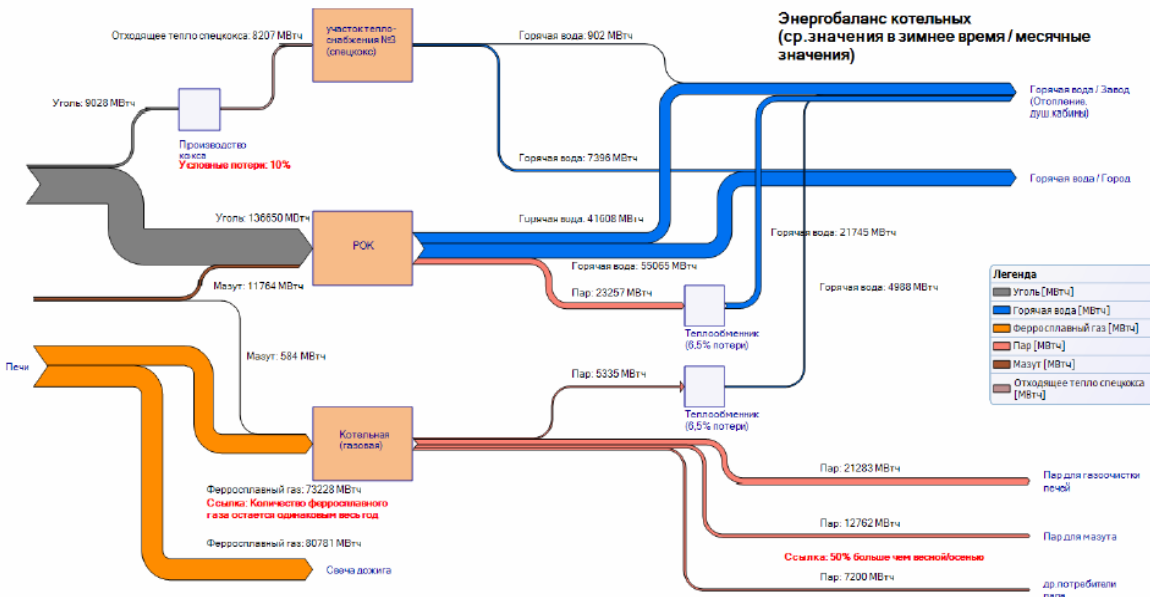 Энергобаланс котельных
(ср.значения в зимнее время / месячные
значения)
Отходящее тепло спецкокса: 8207 МВтч
участок тепло-
снабжения №3
(спецкокс)
Горячая вода: 902 МВтч
Уголь: 9028 МВтч
Производство
кокса
Условные потери: 10%
Горячая вода / Завод
(Отопление,
душ.кабины)
Горячая вода: 7396 МВтч
Горячая вода / Город
Уголь: 136650 МВтч
РОК
Горячая вода: 41608 МВтч
Горячая вода: 21745 МВтч
Горячая вода: 55065 МВтч
Мазут: 11764 МВтч
Пар: 23257 МВтч
Горячая вода: 4988 МВтч
Теплообменник
(6,5% потери)
Легенда
Уголь [МВтч]
Горячая вода [МВтч]
Ферросплавный газ [МВтч]
Пар [МВтч]
Мазут [МВтч]
Отходящее тепло спецкокса
[МВтч]
Печи
Мазут: 584 МВтч
Пар: 5335 МВтч
Теплообменник
(6,5% потери)
Котельная
(газовая)
Ферросплавный газ: 73228 МВтч
Ссылка: Количество ферросплавного
газа остается одинаковым весь год
Пар: 21283 МВтч
Пар для газоочистки
печей
Пар: 12762 МВтч
Пар для мазута
Ферросплавный газ: 80781 МВтч
Свеча дожига
Ссылка: 50% больше чем весной/осенью
Пар: 7200 МВтч
др.потребители
пара